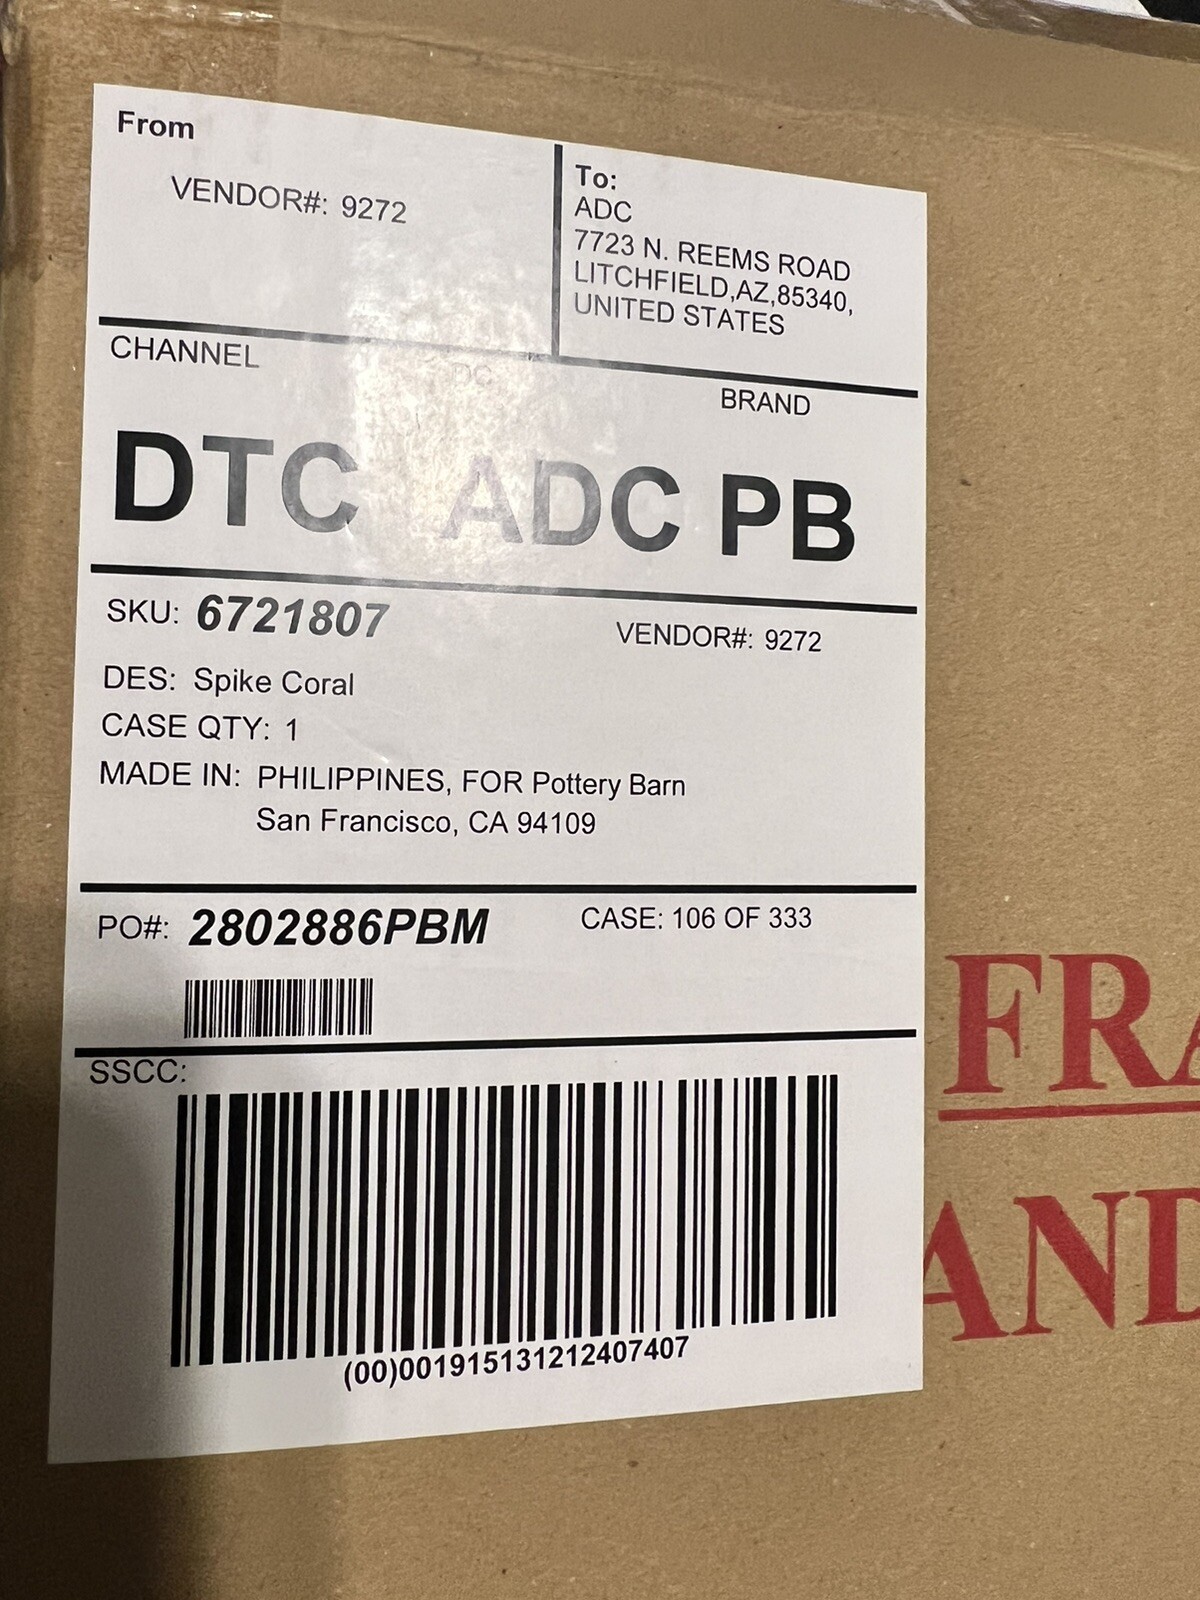 From
VENDOR#: 9272
To:
ADC
7723 N. REEMS ROAD
LITCHFIELD,AZ,85340,
UNITED STATES
CHANNEL DC BRAND
DTC ADC PB
SKU: 6721807 VENDOR#: 9272
DES: Spike Coral
CASE QTY: 1
MADE IN: PHILIPPINES, FOR Pottery Barn
San Francisco, CA 94109
PO#: 2802886PBM CASE: 106 OF 333
SSCC:
(00)001915131212407407
FRA
AND